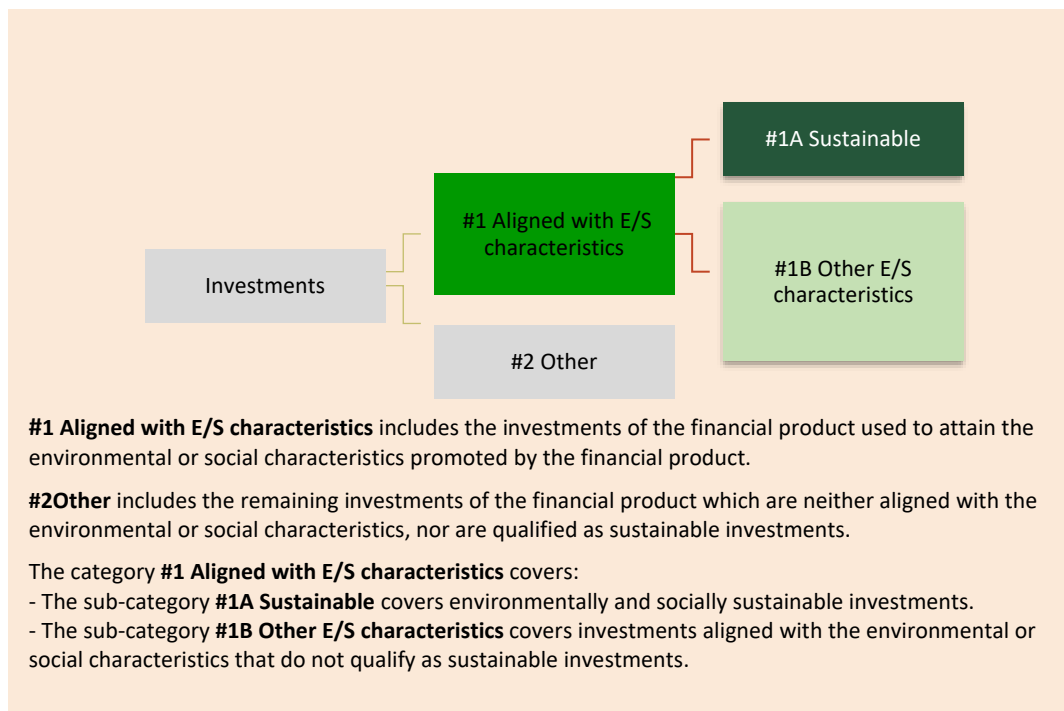 #1A Sustainable
#1 Aligned with E/S
characteristics
#1B Other E/S
characteristics
Investments
#2 Other
#1 Aligned with E/S characteristics includes the investments of the financial product used to attain the
environmental or social characteristics promoted by the financial product.
#2Other includes the remaining investments of the financial product which are neither aligned with the
environmental or social characteristics, nor are qualified as sustainable investments.
The category #1 Aligned with E/S characteristics covers:
- The sub-category #1A Sustainable covers environmentally and socially sustainable investments.
- The sub-category #1B Other E/S characteristics covers investments aligned with the environmental or
social characteristics that do not qualify as sustainable investments.